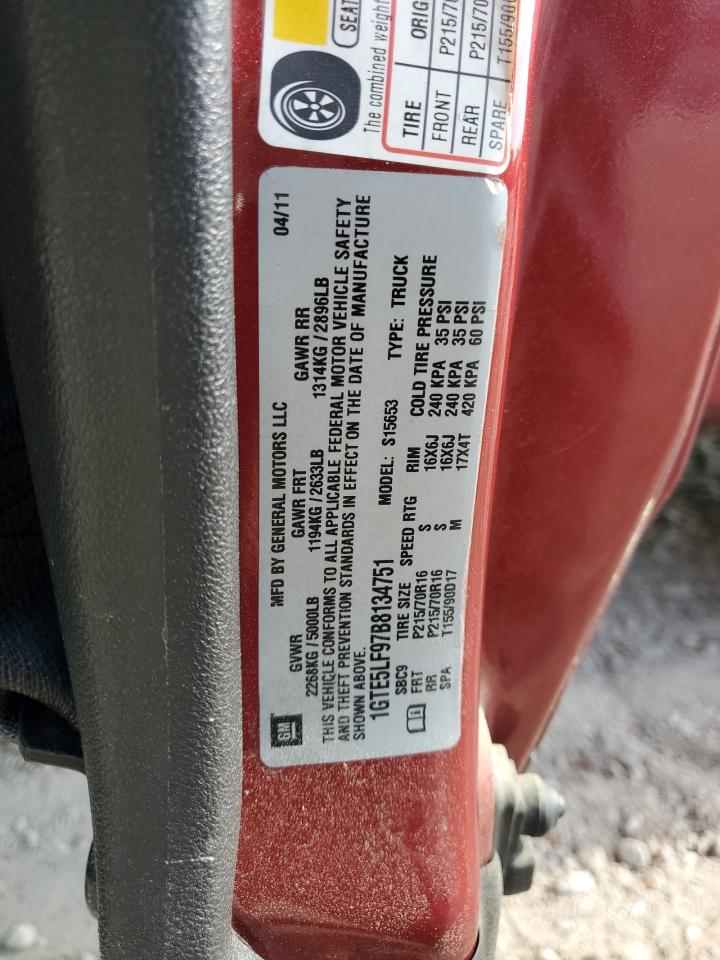 SEAT
The combined weight
TIRE ORIG
FRONT P215/70
REAR P215/70
SPARE T155/90D
GM
MFD BY GENERAL MOTORS LLC 04/11
GVWR GAWR FRT GAWR RR
2268KG / 5000LB 1194KG / 2633LB 1314KG / 2896LB
THIS VEHICLE CONFORMS TO ALL APPLICABLE FEDERAL MOTOR VEHICLE SAFETY
AND THEFT PREVENTION STANDARDS IN EFFECT ON THE DATE OF MANUFACTURE
SHOWN ABOVE.
1GTE5LF97B8134751 MODEL: S15653 TYPE: TRUCK
SBC9 TIRE SIZE SPEED RTG RIM COLD TIRE PRESSURE
FRT P215/70R16 S 16X6J 240 KPA 35 PSI
RR P215/70R16 S 16X6J 240 KPA 35 PSI
SPA T155/90D17 M 17X4T 420 KPA 60 PSI